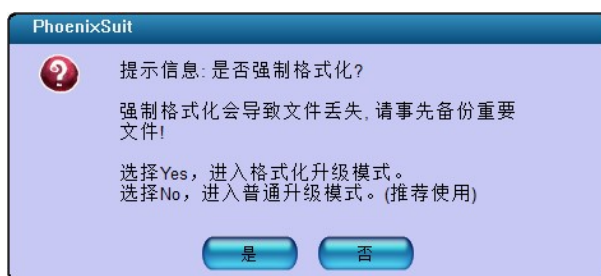 PhoenixSuit
提示信息: 是否强制格式化?
强制格式化会导致文件丢失, 请事先备份重要
文件!
选择Yes，进入格式化升级模式。
选择No，进入普通升级模式。(推荐使用)
是
否